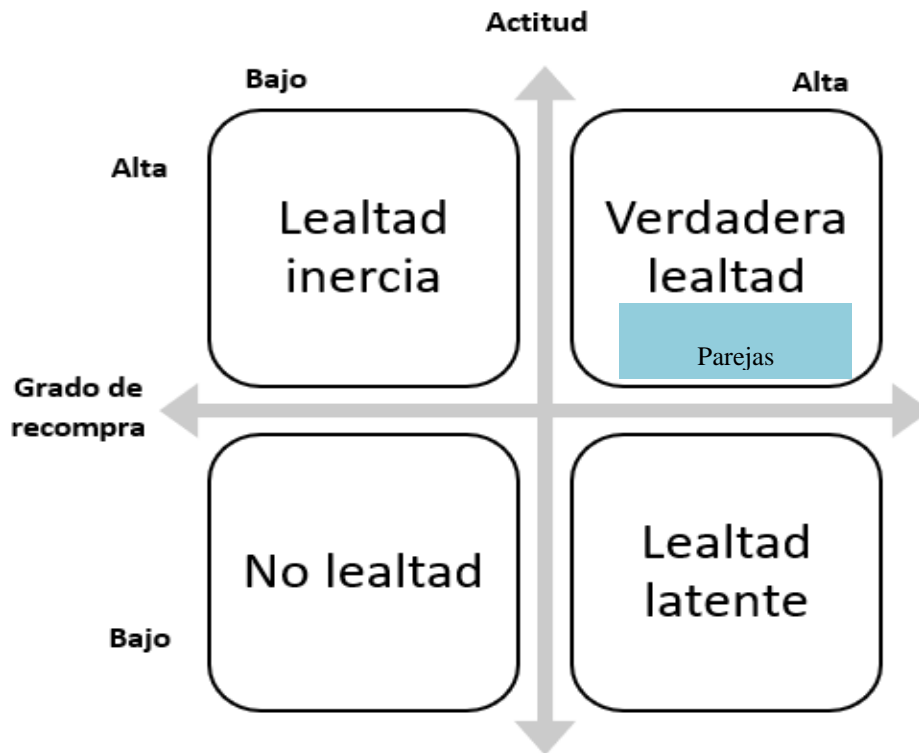 Actitud
Bajo
Alta
Alta
Lealtad
inercia
Verdadera
lealtad
Parejas
Grado de
recompra
No lealtad
Lealtad
latente
Bajo